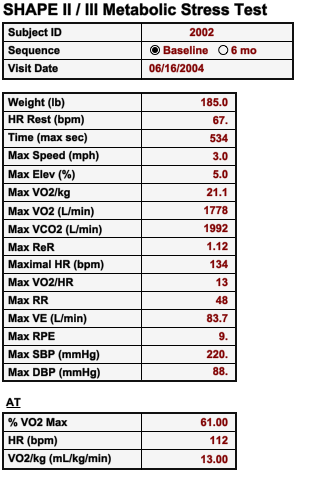 SHAPE II / III Metabolic Stress Test
Subject ID 2002
Sequence Baseline 6 mo
Visit Date 06/16/2004
Weight (lb) 185.0
HR Rest (bpm) 67.
Time (max sec) 534
Max Speed (mph) 3.0
Max Elev (%) 5.0
Max VO2/kg 21.1
Max VO2 (L/min) 1778
Max VCO2 (L/min) 1992
Max ReR 1.12
Maximal HR (bpm) 134
Max VO2/HR 13
Max RR 48
Max VE (L/min) 83.7
Max RPE 9.
Max SBP (mmHg) 220.
Max DBP (mmHg) 88.
AT
% VO2 Max 61.00
HR (bpm) 112
VO2/kg (mL/kg/min) 13.00